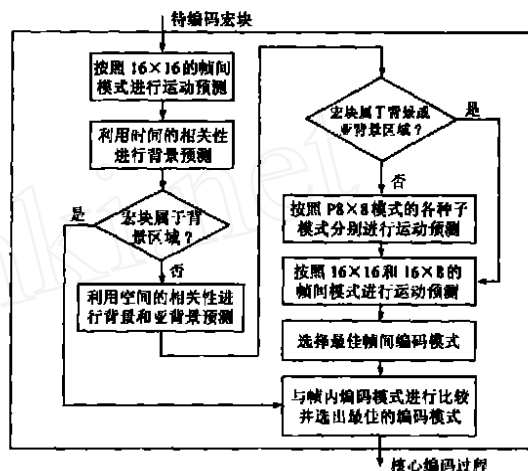 待编码宏块
按照16×16的帧间
模式进行运动预测
利用时间的相关性
进行背景预测
宏块属于背
景区域？
是
否
利用空间的相关性进
行背景和亚背景预测
宏块属于背景或
亚背景区域？
是
否
按照P8×8模式的各种子
模式分别进行运动预测
按照16×16和16×8的
帧间模式进行运动预测
选择最佳帧间编码模式
与帧内编码模式进行比较
并选出最佳的编码模式
核心编码过程